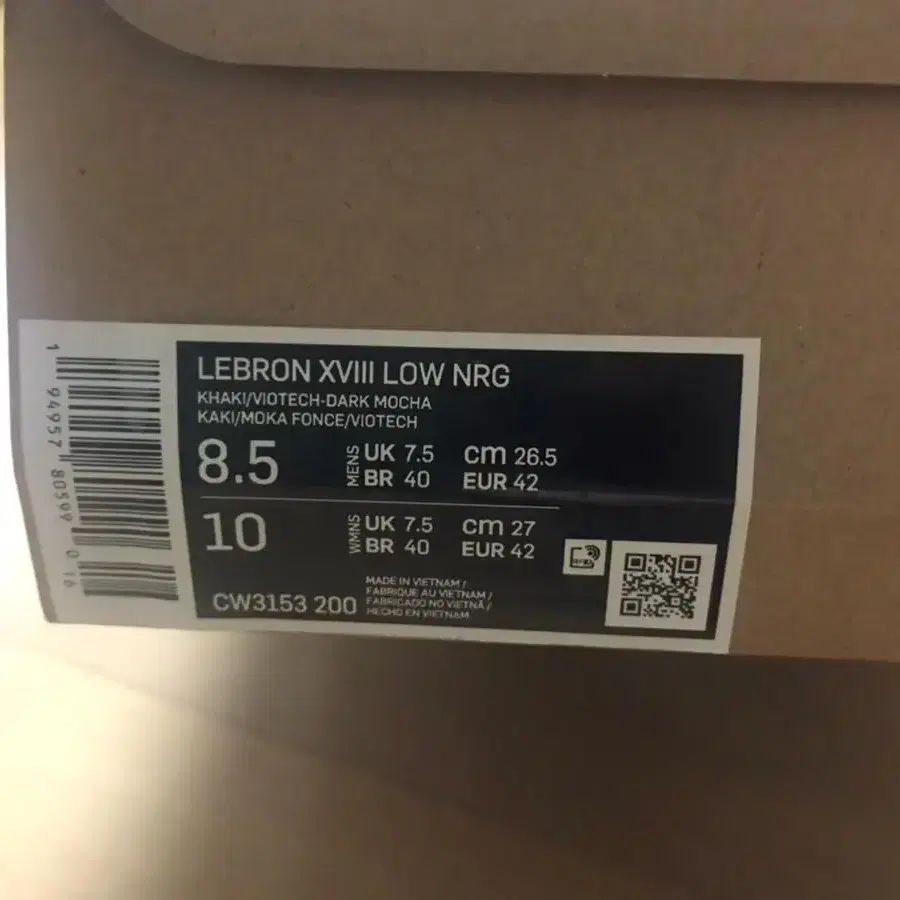 LEBRON XVIII LOW NRG
KHAKI/VIOTECH-DARK MOCHA
KAKI/MOKA FONCE/VIOTECH
8.5 MENS UK 7.5 cm 26.5
BR 40 EUR 42
10 WMNS UK 7.5 cm 27
BR 40 EUR 42
CW3153 200
MADE IN VIETNAM /
FABRIQUE AU VIETNAM /
FABRICADO NO VIETNÃ /
HECHO EN VIETNAM
RFID
1 94957 80599 0 16